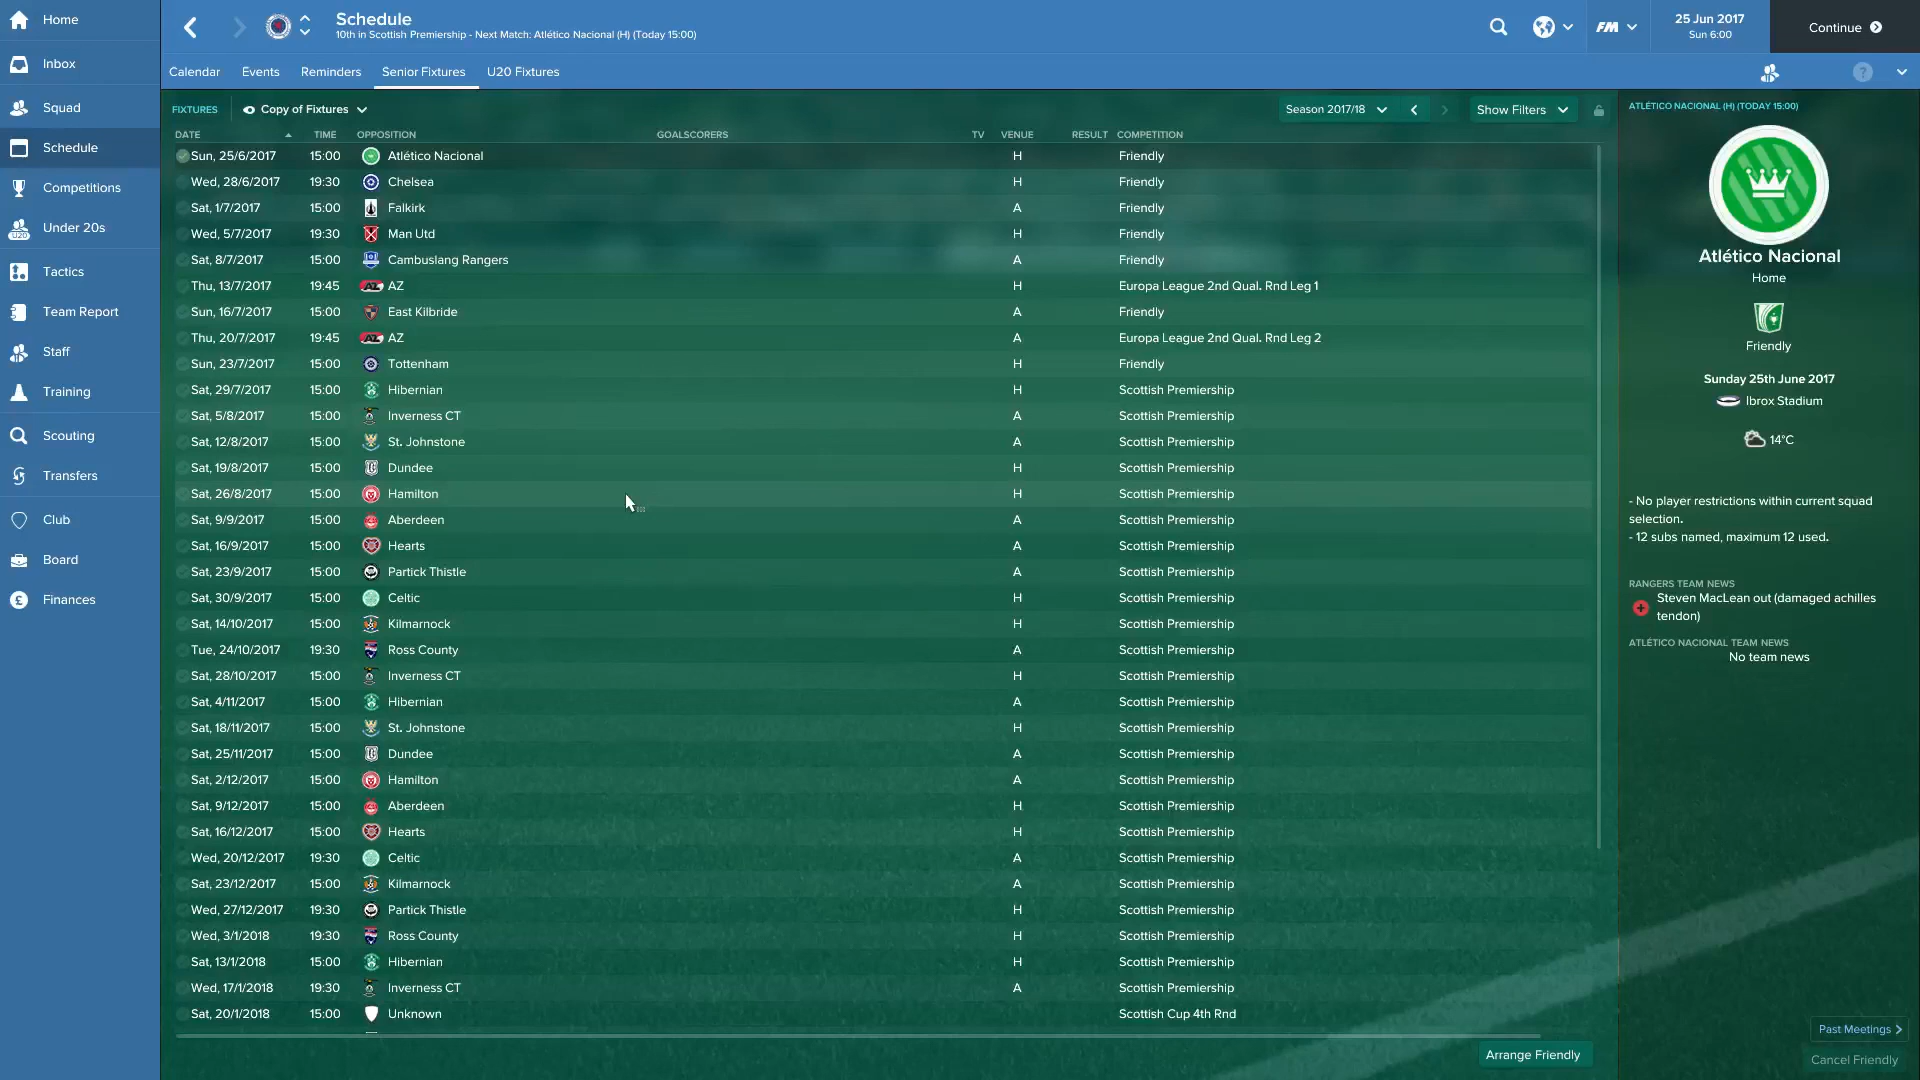 Home
Inbox
Squad
Schedule
Competitions
Under 20s
Tactics
Team Report
Staff
Training
Scouting
Transfers
Club
Board
Finances
Schedule
10th in Scottish Premiership - Next Match: Atlético Nacional (H) (Today 15:00)
FM
25 Jun 2017
Sun 6:00
Continue
Calendar Events Reminders Senior Fixtures U20 Fixtures
FIXTURES Copy of Fixtures Season 2017/18 Show Filters
DATE TIME OPPOSITION GOALSCORERS TV VENUE RESULT COMPETITION
Sun, 25/6/2017 15:00 Atlético Nacional H Friendly
Wed, 28/6/2017 19:30 Chelsea H Friendly
Sat, 1/7/2017 15:00 Falkirk A Friendly
Wed, 5/7/2017 19:30 Man Utd H Friendly
Sat, 8/7/2017 15:00 Cambuslang Rangers A Friendly
Thu, 13/7/2017 19:45 AZ H Europa League 2nd Qual. Rnd Leg 1
Sun, 16/7/2017 15:00 East Kilbride A Friendly
Thu, 20/7/2017 19:45 AZ A Europa League 2nd Qual. Rnd Leg 2
Sun, 23/7/2017 15:00 Tottenham H Friendly
Sat, 29/7/2017 15:00 Hibernian H Scottish Premiership
Sat, 5/8/2017 15:00 Inverness CT A Scottish Premiership
Sat, 12/8/2017 15:00 St. Johnstone A Scottish Premiership
Sat, 19/8/2017 15:00 Dundee H Scottish Premiership
Sat, 26/8/2017 15:00 Hamilton H Scottish Premiership
Sat, 9/9/2017 15:00 Aberdeen A Scottish Premiership
Sat, 16/9/2017 15:00 Hearts A Scottish Premiership
Sat, 23/9/2017 15:00 Partick Thistle A Scottish Premiership
Sat, 30/9/2017 15:00 Celtic H Scottish Premiership
Sat, 14/10/2017 15:00 Kilmarnock H Scottish Premiership
Tue, 24/10/2017 19:30 Ross County A Scottish Premiership
Sat, 28/10/2017 15:00 Inverness CT H Scottish Premiership
Sat, 4/11/2017 15:00 Hibernian A Scottish Premiership
Sat, 18/11/2017 15:00 St. Johnstone H Scottish Premiership
Sat, 25/11/2017 15:00 Dundee A Scottish Premiership
Sat, 2/12/2017 15:00 Hamilton A Scottish Premiership
Sat, 9/12/2017 15:00 Aberdeen H Scottish Premiership
Sat, 16/12/2017 15:00 Hearts H Scottish Premiership
Wed, 20/12/2017 19:30 Celtic A Scottish Premiership
Sat, 23/12/2017 15:00 Kilmarnock A Scottish Premiership
Wed, 27/12/2017 19:30 Partick Thistle H Scottish Premiership
Wed, 3/1/2018 19:30 Ross County H Scottish Premiership
Sat, 13/1/2018 15:00 Hibernian H Scottish Premiership
Wed, 17/1/2018 19:30 Inverness CT A Scottish Premiership
Sat, 20/1/2018 15:00 Unknown Scottish Cup 4th Rnd
Arrange Friendly
ATLÉTICO NACIONAL (H) (TODAY 15:00)
Atlético Nacional
Home
Friendly
Sunday 25th June 2017
Ibrox Stadium
14°C
- No player restrictions within current squad
selection.
- 12 subs named, maximum 12 used.
RANGERS TEAM NEWS
Steven MacLean out (damaged achilles
tendon)
ATLÉTICO NACIONAL TEAM NEWS
No team news
Past Meetings
Cancel Friendly